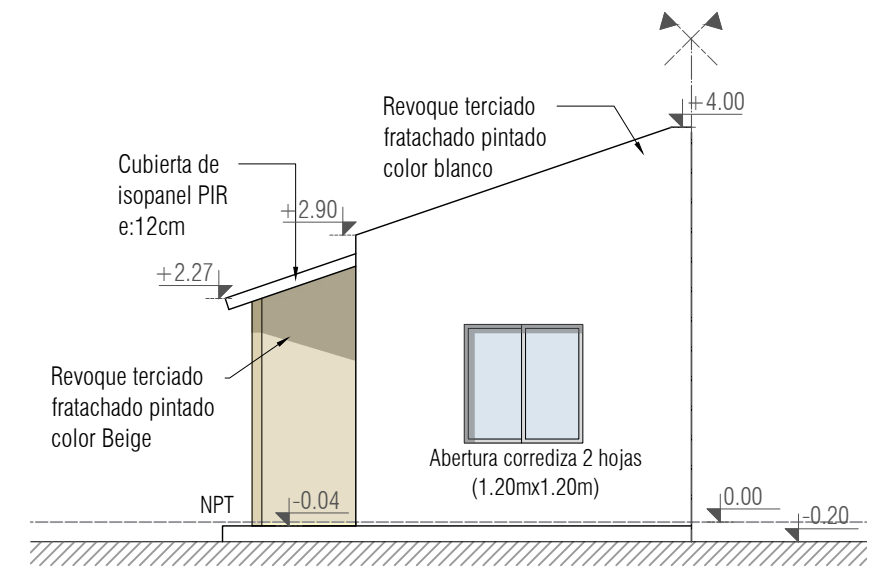 Revoque terciado
fratachado pintado
color blanco
+4.00
Cubierta de
isopanel PIR
e:12cm
+2.90
+2.27
Revoque terciado
fratachado pintado
color Beige
Abertura corrediza 2 hojas
(1.20mx1.20m)
NPT
-0.04
0.00
-0.20